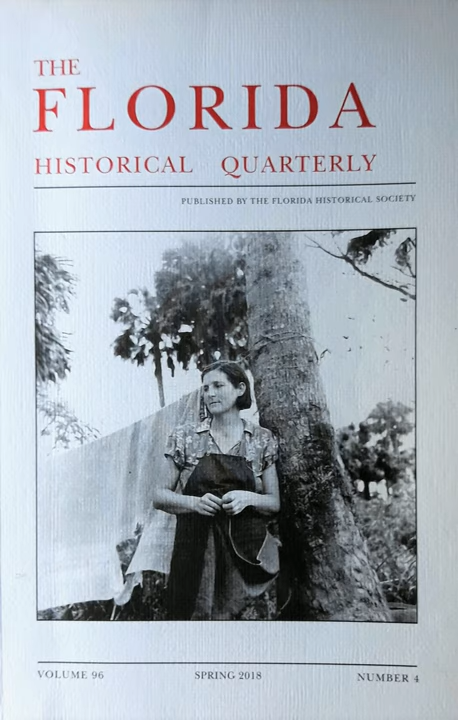 THE
FLORIDA
HISTORICAL QUARTERLY
PUBLISHED BY THE FLORIDA HISTORICAL SOCIETY
VOLUME 96 SPRING 2018 NUMBER 4